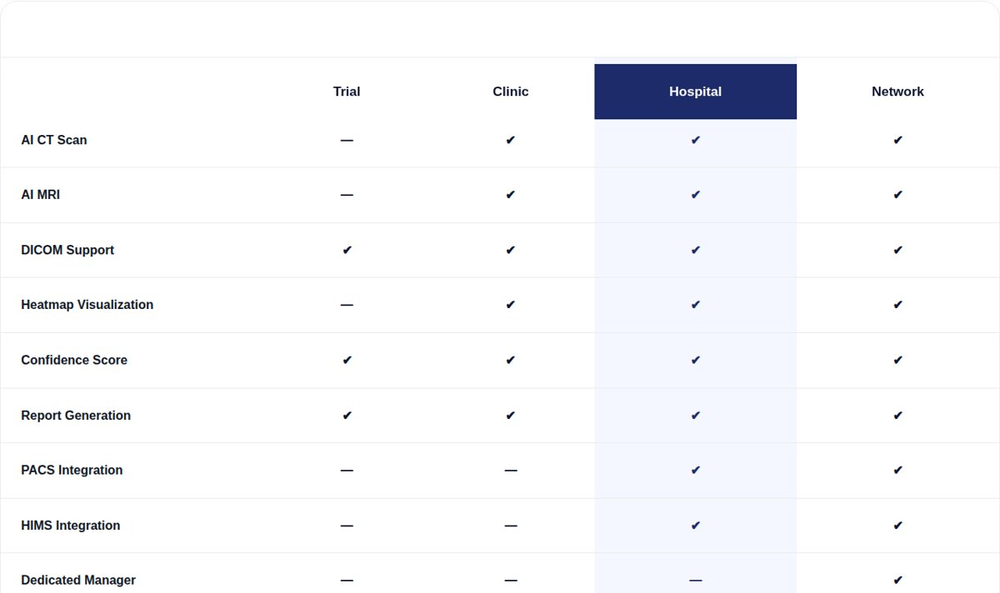 Trial Clinic Hospital Network
AI CT Scan — ✔ ✔ ✔
AI MRI — ✔ ✔ ✔
DICOM Support ✔ ✔ ✔ ✔
Heatmap Visualization — ✔ ✔ ✔
Confidence Score ✔ ✔ ✔ ✔
Report Generation ✔ ✔ ✔ ✔
PACS Integration — — ✔ ✔
HIMS Integration — — ✔ ✔
Dedicated Manager — — — ✔